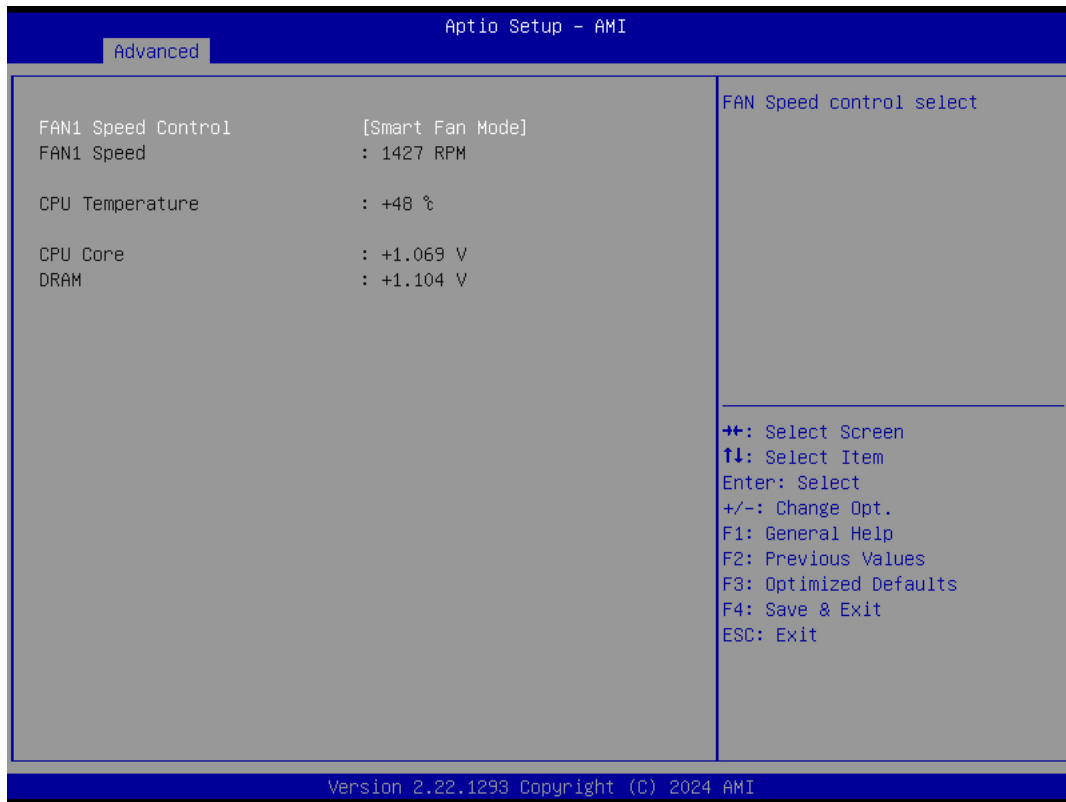 Aptio Setup - AMI
Advanced
FAN1 Speed Control [Smart Fan Mode]
FAN1 Speed : 1427 RPM
CPU Temperature : +48 ℃
CPU Core : +1.069 V
DRAM : +1.104 V
FAN Speed control select
→←: Select Screen
↑↓: Select Item
Enter: Select
+/-: Change Opt.
F1: General Help
F2: Previous Values
F3: Optimized Defaults
F4: Save & Exit
ESC: Exit
Version 2.22.1293 Copyright (C) 2024 AMI